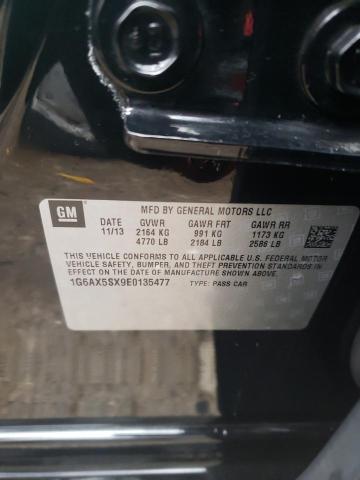 GM
MFD BY GENERAL MOTORS LLC
DATE GVWR GAWR FRT GAWR RR
11/13 2164 KG 991 KG 1173 KG
4770 LB 2184 LB 2586 LB
THIS VEHICLE CONFORMS TO ALL APPLICABLE U.S. FEDERAL MOTOR
VEHICLE SAFETY, BUMPER, AND THEFT PREVENTION STANDARDS IN
EFFECT ON THE DATE OF MANUFACTURE SHOWN ABOVE.
1G6AX5SX9E0135477 TYPE: PASS CAR